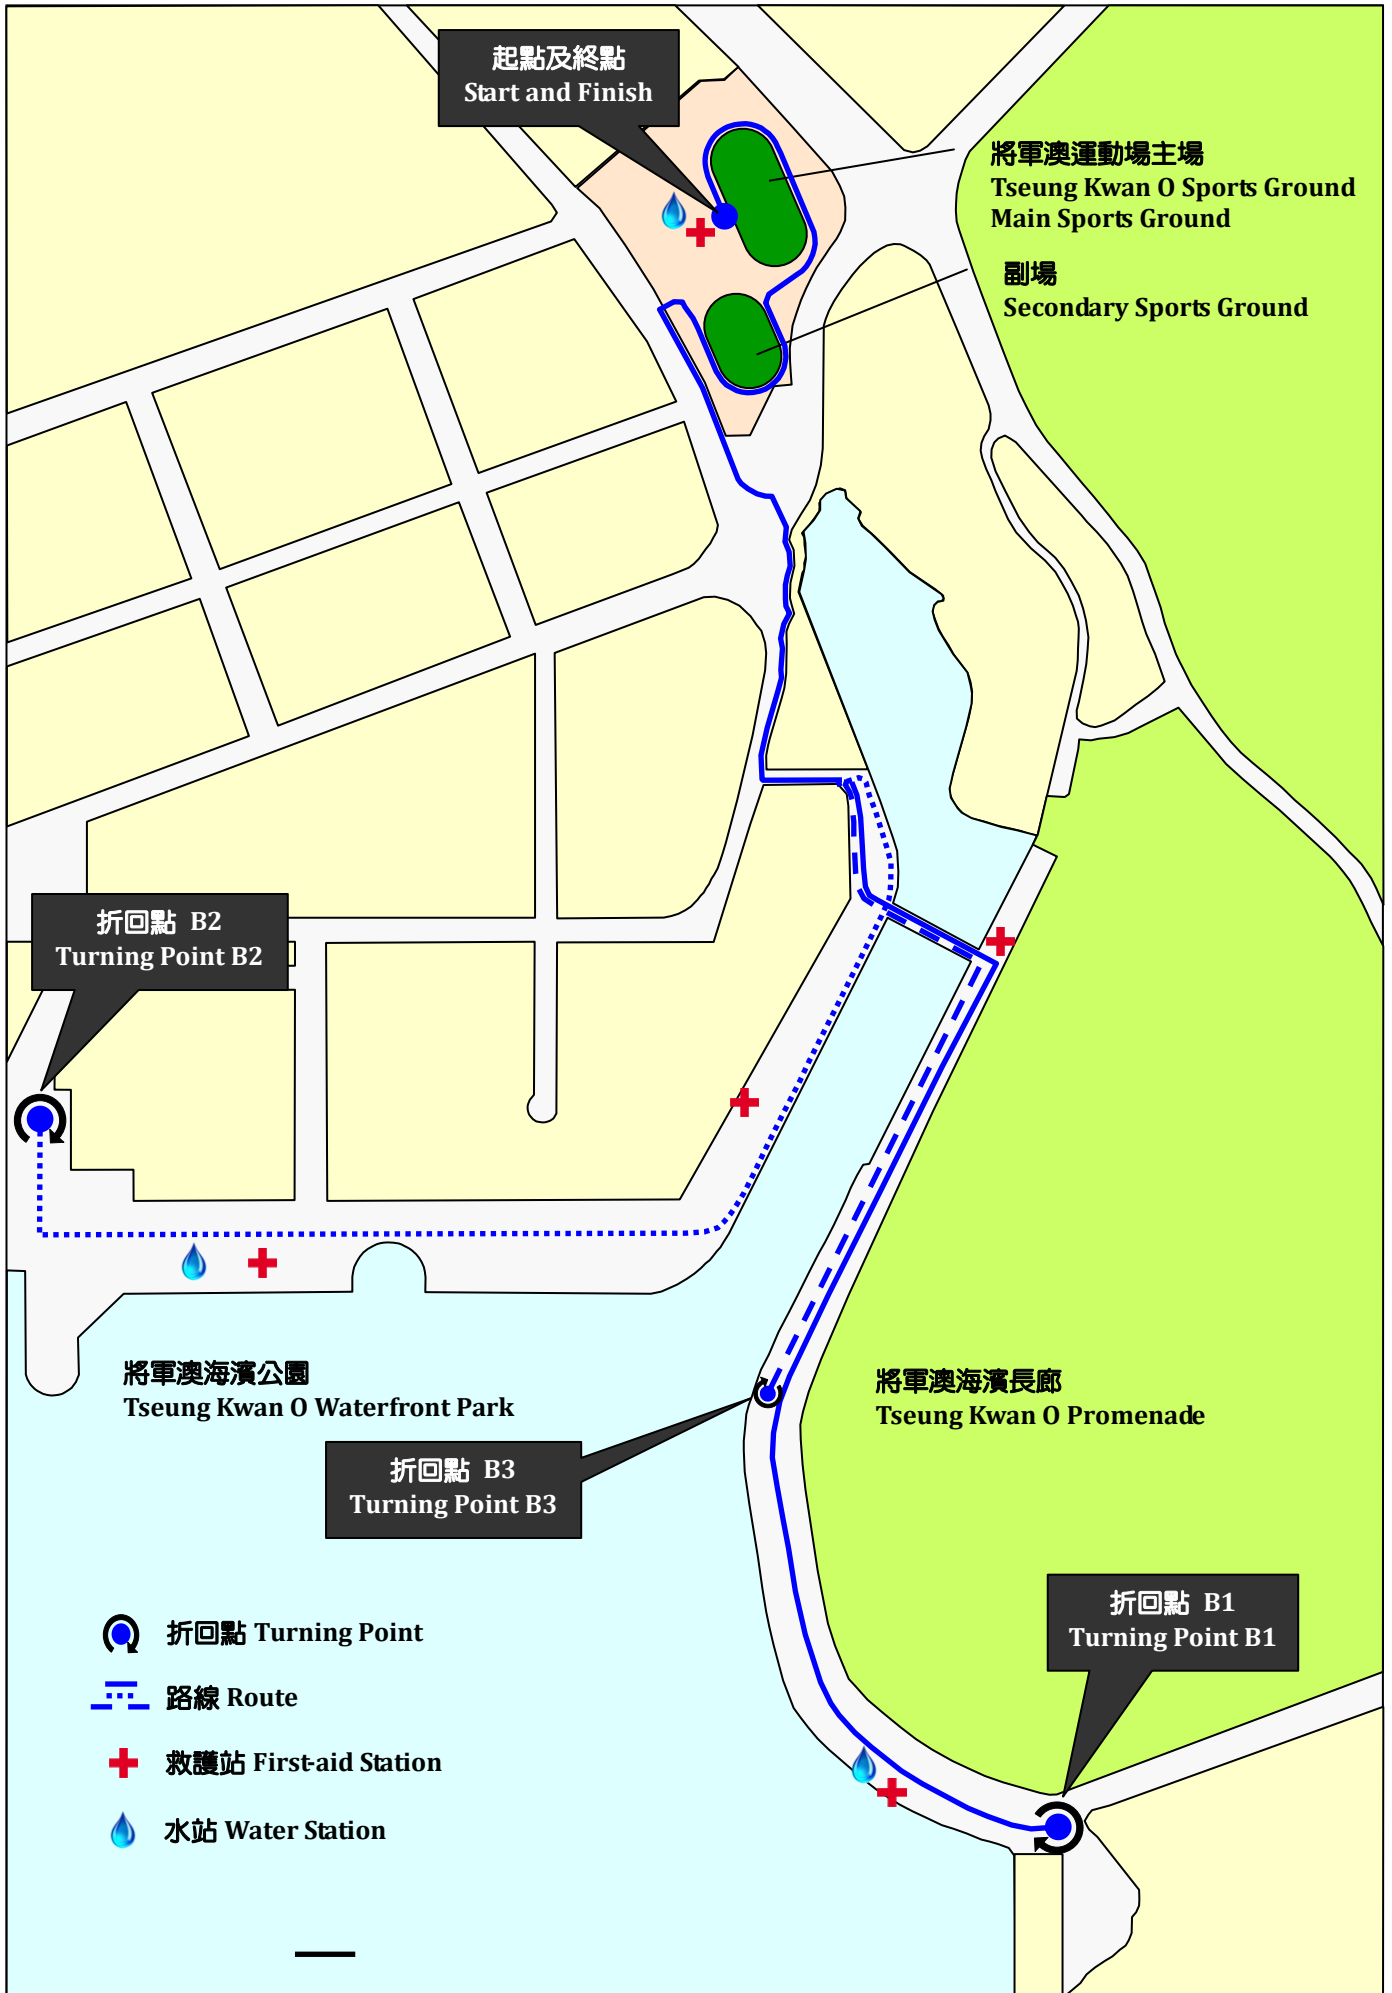 起點及終點
Start and Finish
將軍澳運動場主場
Tseung Kwan O Sports Ground
Main Sports Ground
副場
Secondary Sports Ground
折回點 B2
Turning Point B2
將軍澳海濱公園
Tseung Kwan O Waterfront Park
將軍澳海濱長廊
Tseung Kwan O Promenade
折回點 B3
Turning Point B3
折回點 B1
Turning Point B1
折回點 Turning Point
路線 Route
救護站 First-aid Station
水站 Water Station